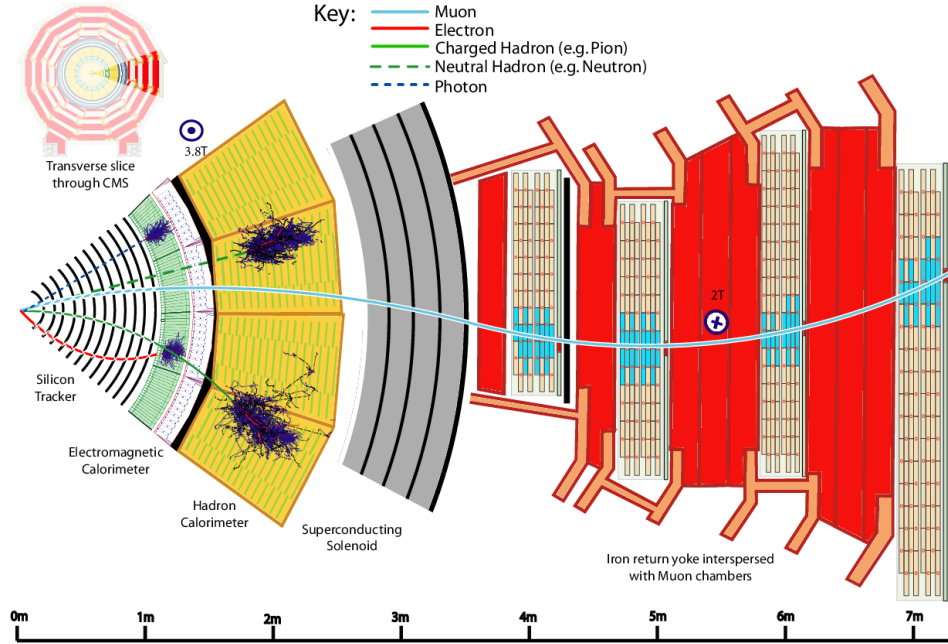 Key:
Muon
Electron
Charged Hadron (e.g. Pion)
Neutral Hadron (e.g. Neutron)
Photon
Transverse slice
through CMS
3.8T
2T
Silicon
Tracker
Electromagnetic
Calorimeter
Hadron
Calorimeter
Superconducting
Solenoid
Iron return yoke interspersed
with Muon chambers
0m
1m
2m
3m
4m
5m
6m
7m